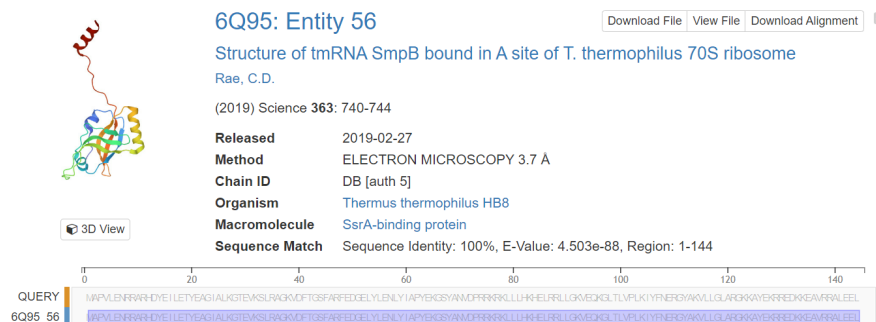 6Q95: Entity 56
Download File View File Download Alignment
Structure of tmRNA SmpB bound in A site of T. thermophilus 70S ribosome
Rae, C.D.
(2019) Science 363: 740-744
Released 2019-02-27
Method ELECTRON MICROSCOPY 3.7 Å
Chain ID DB [auth 5]
Organism Thermus thermophilus HB8
Macromolecule SsrA-binding protein
3D View
Sequence Match Sequence Identity: 100%, E-Value: 4.503e-88, Region: 1-144
0 20 40 60 80 100 120 140
QUERY MAPVLENRRARHDYEILETYEAGIALKGTEVKSLRAGKVDFTGSFARFEDGELYLENLYIAPYEKGSYANVDPRRKRKLLLHKHELRRLLGKVEQKGLTLVPLKIYFNERGYAKVLLGLARGKKAYEKRREDKKEAVRRALEEL
6Q95_56 MAPVLENRRARHDYEILETYEAGIALKGTEVKSLRAGKVDFTGSFARFEDGELYLENLYIAPYEKGSYANVDPRRKRKLLLHKHELRRLLGKVEQKGLTLVPLKIYFNERGYAKVLLGLARGKKAYEKRREDKKEAVRRALEEL